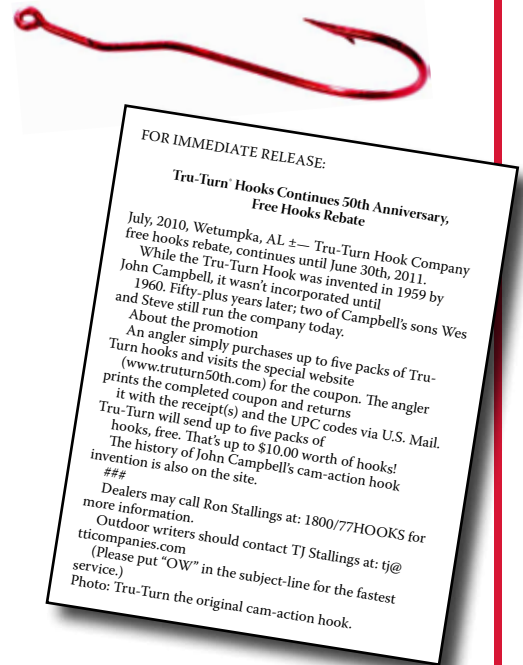 FOR IMMEDIATE RELEASE:
Tru-Turn® Hooks Continues 50th Anniversary,
Free Hooks Rebate
July, 2010, Wetumpka, AL ±— Tru-Turn Hook Company
free hooks rebate, continues until June 30th, 2011.
While the Tru-Turn Hook was invented in 1959 by
John Campbell, it wasn't incorporated until
1960. Fifty-plus years later; two of Campbell's sons Wes
and Steve still run the company today.
About the promotion
An angler simply purchases up to five packs of Tru-
Turn hooks and visits the special website
(www.truturn50th.com) for the coupon. The angler
prints the completed coupon and returns
it with the receipt(s) and the UPC codes via U.S. Mail.
Tru-Turn will send up to five packs of
hooks, free. That's up to $10.00 worth of hooks!
The history of John Campbell's cam-action hook
invention is also on the site.
###
Dealers may call Ron Stallings at: 1800/77HOOKS for
more information.
Outdoor writers should contact TJ Stallings at: tj@
tticompanies.com
(Please put "OW" in the subject-line for the fastest
service.)
Photo: Tru-Turn the original cam-action hook.